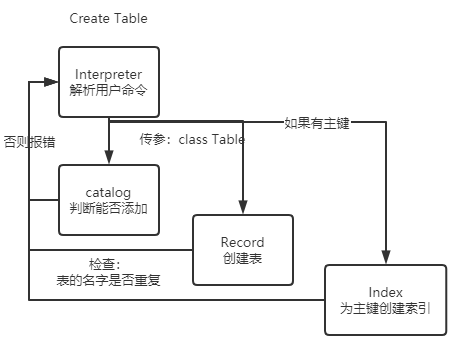 Create Table
Interpreter
解析用户命令
如果有主键
否则报错
传参：class Table
catalog
判断能否添加
Record
创建表
检查：
表的名字是否重复
Index
为主键创建索引